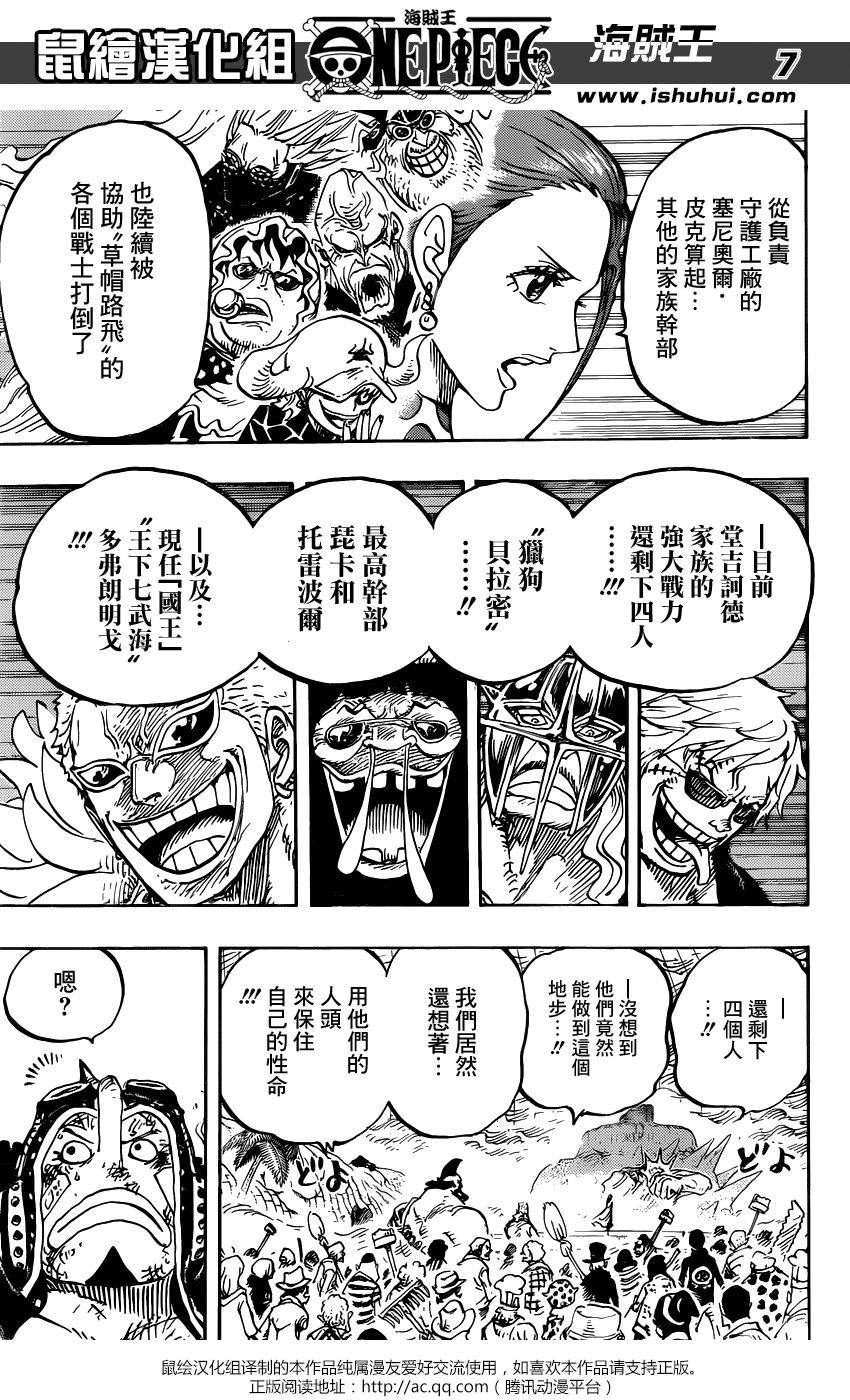 鼠繪漢化組
海賊王
ONE PIECE
海賊王
7
www.ishuhui.com
從負責
守護工廠的
塞尼奧爾·
皮克算起…
其他的家族幹部
也陸續被
協助“草帽路飛”的
各個戰士打倒了
—目前
堂吉訶德
家族的
強大戰力
還剩下四人
……!!!
“獵狗
貝拉密”
……!!
最高幹部
琵卡和
托雷波爾
—以及…
現任「國王」
“王下七武海”
多弗朗明戈
!!!
—
還剩下
四個人
…!!
—沒想到
他們竟然
能做到這個
地步…!!
我們居然
還想著…
用他們的
人頭
來保住
自己的性命
!!!
どよ
どよ
嗯?
鼠绘汉化组译制的本作品纯属漫友爱好交流使用，如喜欢本作品请支持正版。
正版阅读地址：http://ac.qq.com（腾讯动漫平台）